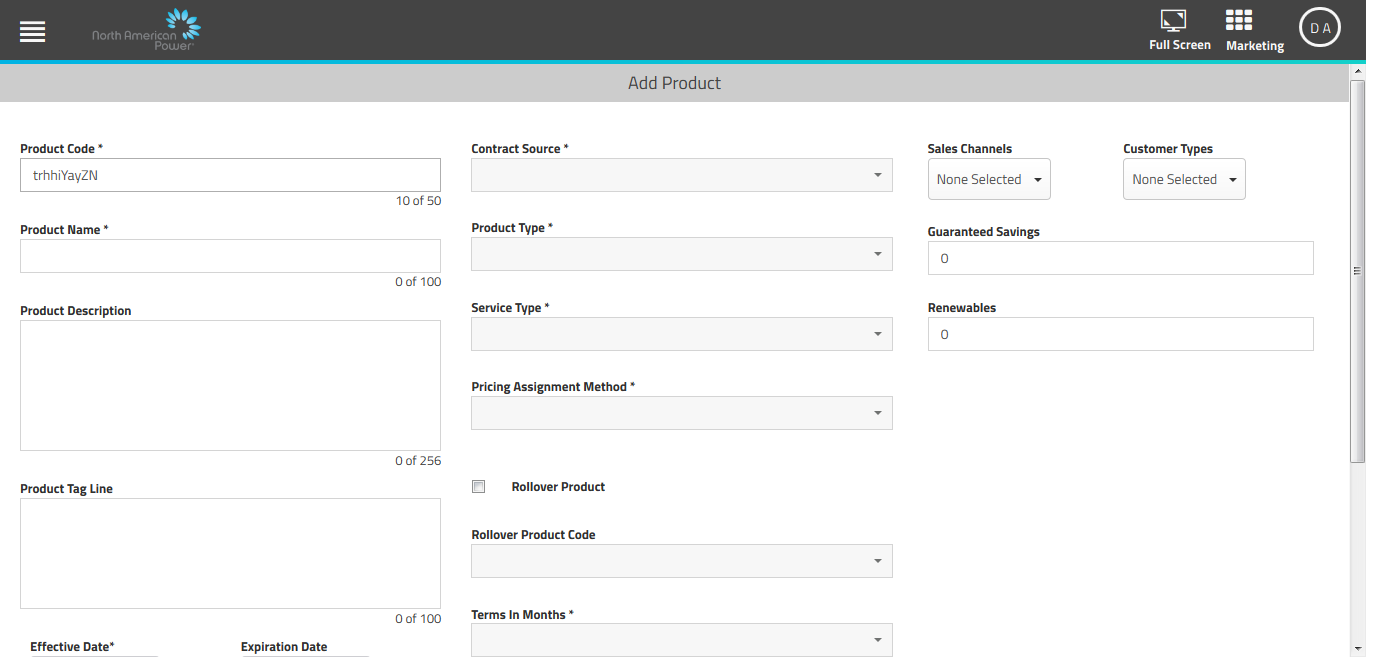 North American
Power
Full Screen
Marketing
D A
Add Product
Product Code *
trhhiYayZN
10 of 50
Product Name *
0 of 100
Product Description
0 of 256
Product Tag Line
0 of 100
Effective Date*
Expiration Date
Contract Source *
Product Type *
Service Type *
Pricing Assignment Method *
Rollover Product
Rollover Product Code
Terms In Months *
Sales Channels
None Selected
Customer Types
None Selected
Guaranteed Savings
0
Renewables
0